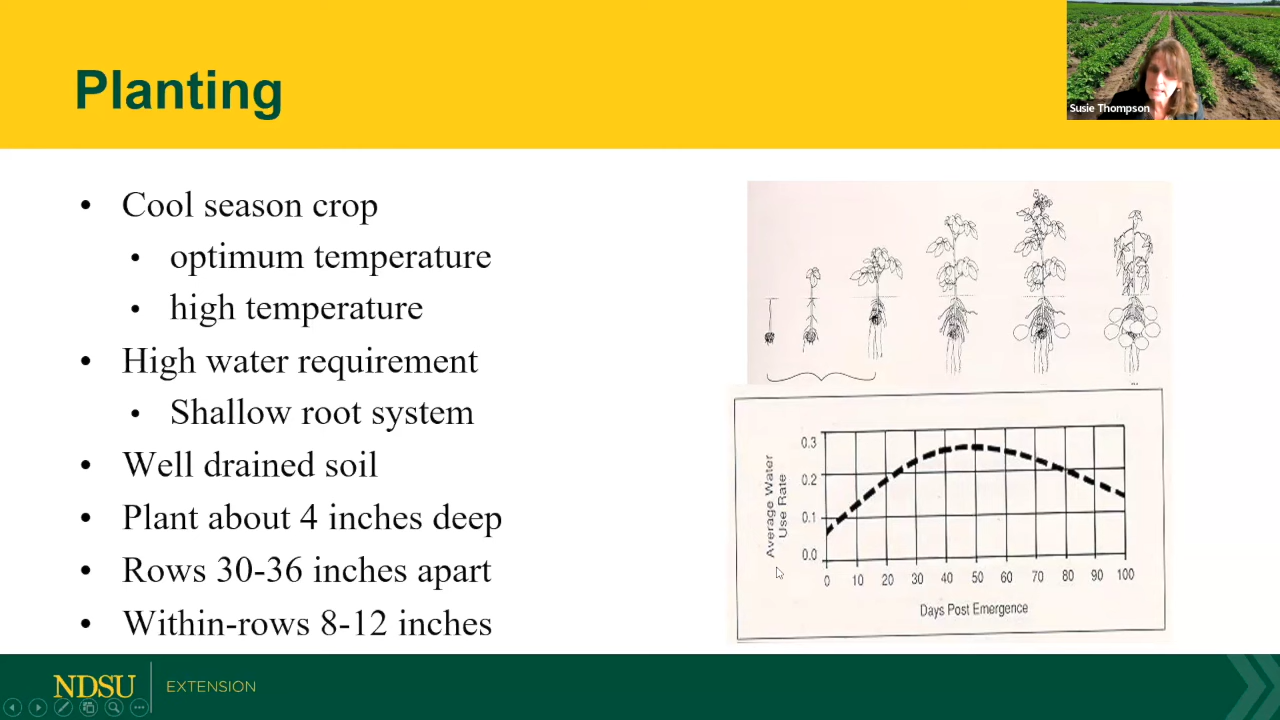 Planting
Susie Thompson
• Cool season crop
• optimum temperature
• high temperature
• High water requirement
• Shallow root system
• Well drained soil
• Plant about 4 inches deep
• Rows 30-36 inches apart
• Within-rows 8-12 inches
Average Water
Use Rate
0.3
0.2
0.1
0.0
0 10 20 30 40 50 60 70 80 90 100
Days Post Emergence
NDSU EXTENSION